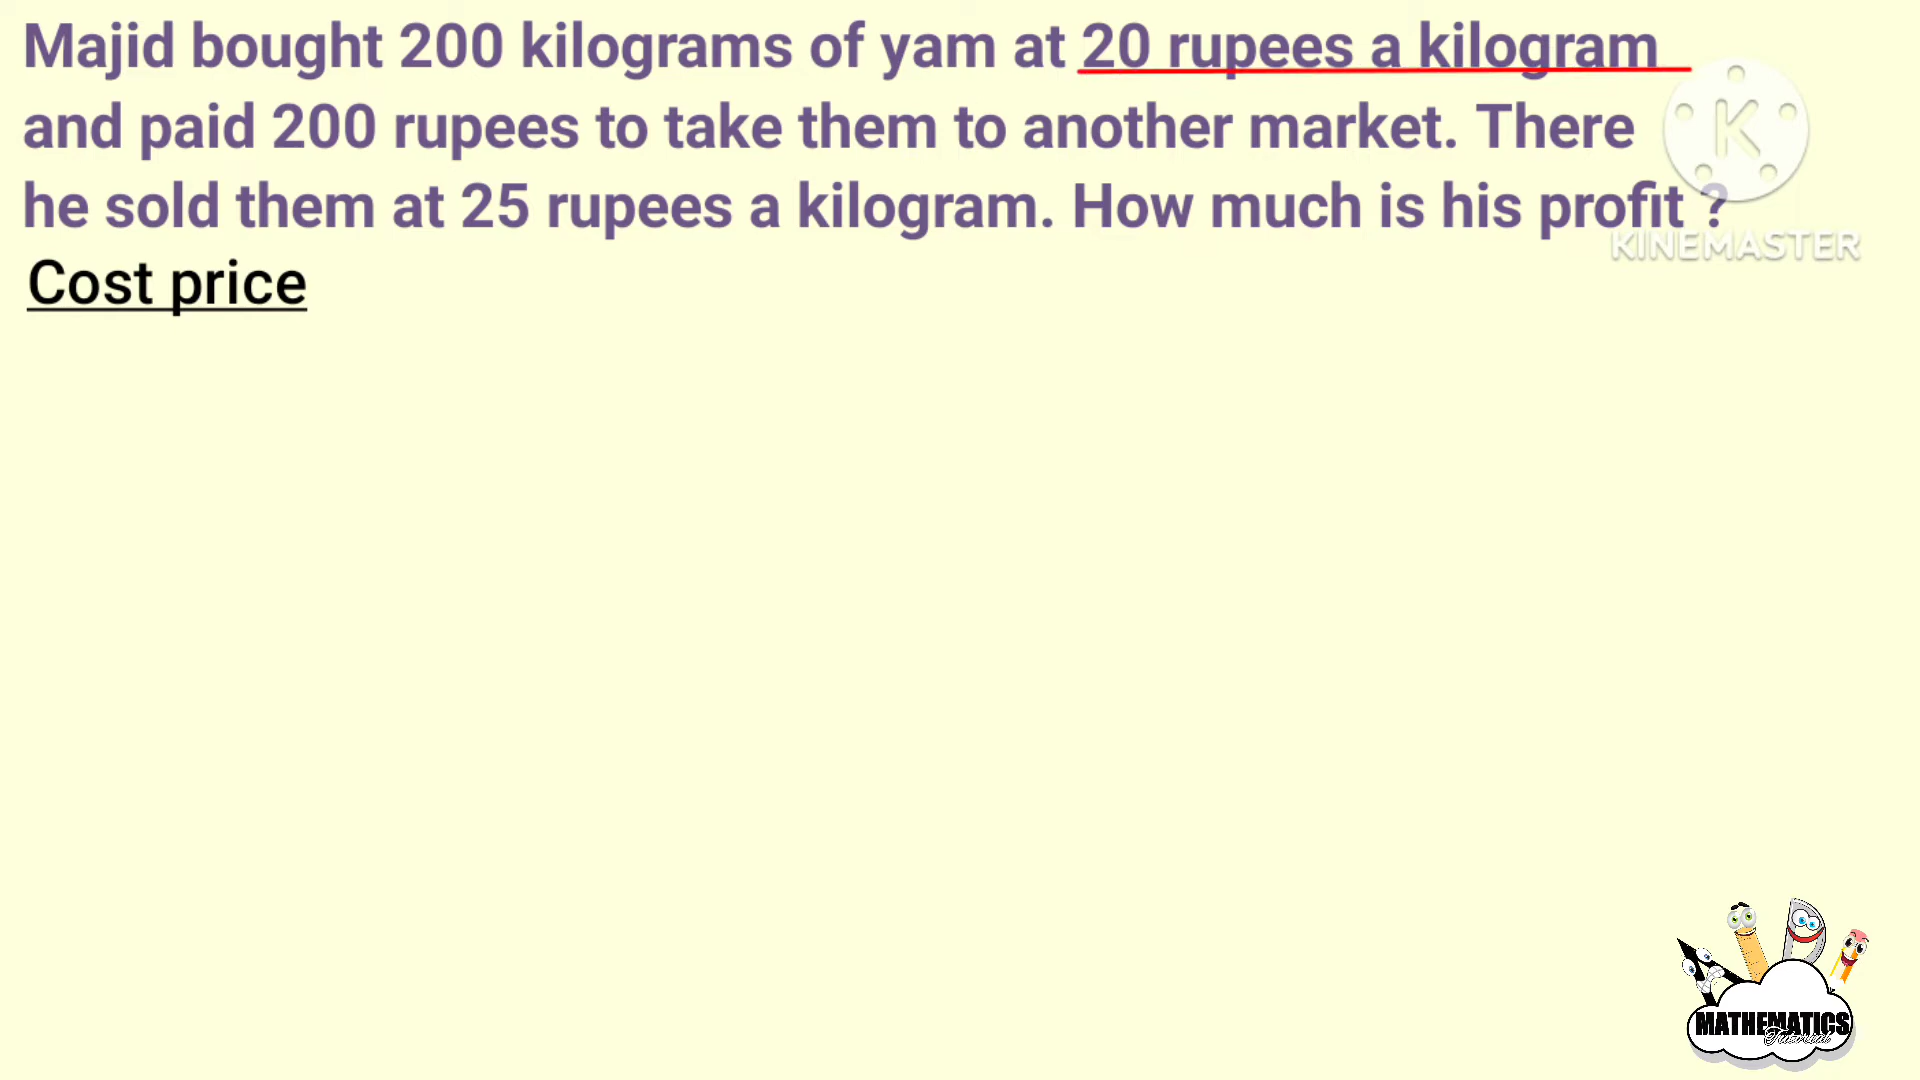 Majid bought 200 kilograms of yam at 20 rupees a kilogram
and paid 200 rupees to take them to another market. There
he sold them at 25 rupees a kilogram. How much is his profit ?
K
KINEMASTER
Cost price
MATHEMATICS
Tutorial